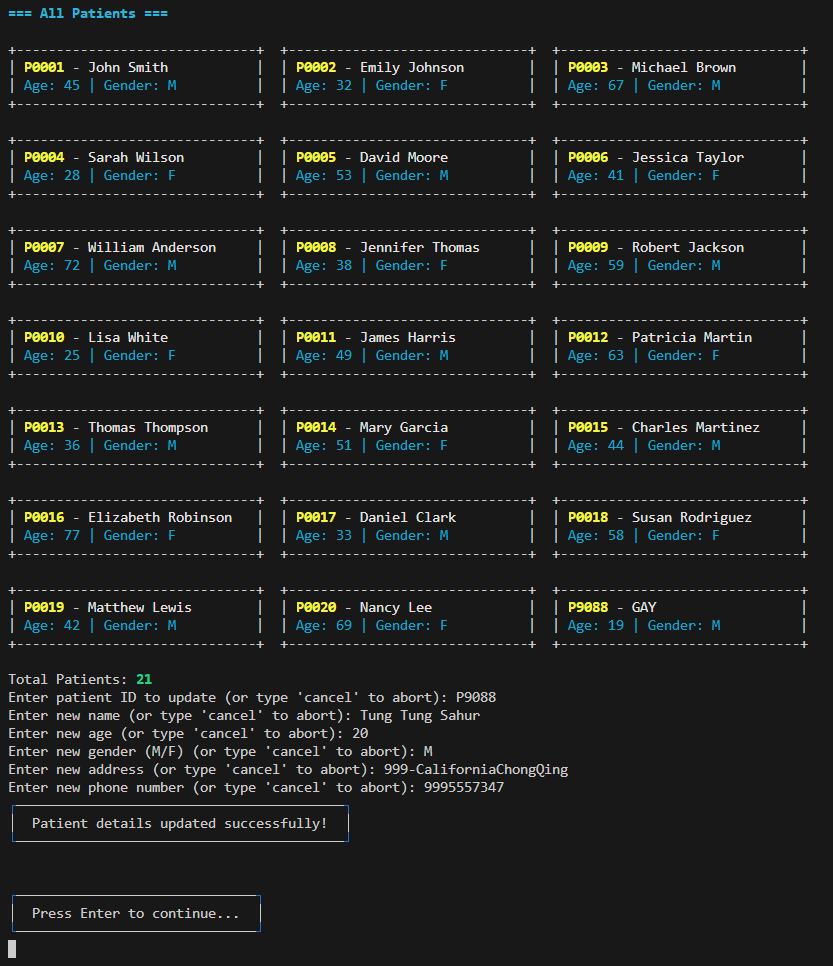 === All Patients ===
+------------------------------+  +------------------------------+  +------------------------------+
| P0001 - John Smith           |  | P0002 - Emily Johnson        |  | P0003 - Michael Brown        |
| Age: 45 | Gender: M          |  | Age: 32 | Gender: F          |  | Age: 67 | Gender: M          |
+------------------------------+  +------------------------------+  +------------------------------+
+------------------------------+  +------------------------------+  +------------------------------+
| P0004 - Sarah Wilson         |  | P0005 - David Moore          |  | P0006 - Jessica Taylor       |
| Age: 28 | Gender: F          |  | Age: 53 | Gender: M          |  | Age: 41 | Gender: F          |
+------------------------------+  +------------------------------+  +------------------------------+
+------------------------------+  +------------------------------+  +------------------------------+
| P0007 - William Anderson     |  | P0008 - Jennifer Thomas      |  | P0009 - Robert Jackson       |
| Age: 72 | Gender: M          |  | Age: 38 | Gender: F          |  | Age: 59 | Gender: M          |
+------------------------------+  +------------------------------+  +------------------------------+
+------------------------------+  +------------------------------+  +------------------------------+
| P0010 - Lisa White           |  | P0011 - James Harris         |  | P0012 - Patricia Martin      |
| Age: 25 | Gender: F          |  | Age: 49 | Gender: M          |  | Age: 63 | Gender: F          |
+------------------------------+  +------------------------------+  +------------------------------+
+------------------------------+  +------------------------------+  +------------------------------+
| P0013 - Thomas Thompson      |  | P0014 - Mary Garcia          |  | P0015 - Charles Martinez     |
| Age: 36 | Gender: M          |  | Age: 51 | Gender: F          |  | Age: 44 | Gender: M          |
+------------------------------+  +------------------------------+  +------------------------------+
+------------------------------+  +------------------------------+  +------------------------------+
| P0016 - Elizabeth Robinson   |  | P0017 - Daniel Clark         |  | P0018 - Susan Rodriguez      |
| Age: 77 | Gender: F          |  | Age: 33 | Gender: M          |  | Age: 58 | Gender: F          |
+------------------------------+  +------------------------------+  +------------------------------+
+------------------------------+  +------------------------------+  +------------------------------+
| P0019 - Matthew Lewis        |  | P0020 - Nancy Lee            |  | P9088 - GAY                  |
| Age: 42 | Gender: M          |  | Age: 69 | Gender: F          |  | Age: 19 | Gender: M          |
+------------------------------+  +------------------------------+  +------------------------------+
Total Patients: 21
Enter patient ID to update (or type 'cancel' to abort): P9088
Enter new name (or type 'cancel' to abort): Tung Tung Sahur
Enter new age (or type 'cancel' to abort): 20
Enter new gender (M/F) (or type 'cancel' to abort): M
Enter new address (or type 'cancel' to abort): 999-CaliforniaChongQing
Enter new phone number (or type 'cancel' to abort): 9995557347
Patient details updated successfully!
Press Enter to continue...